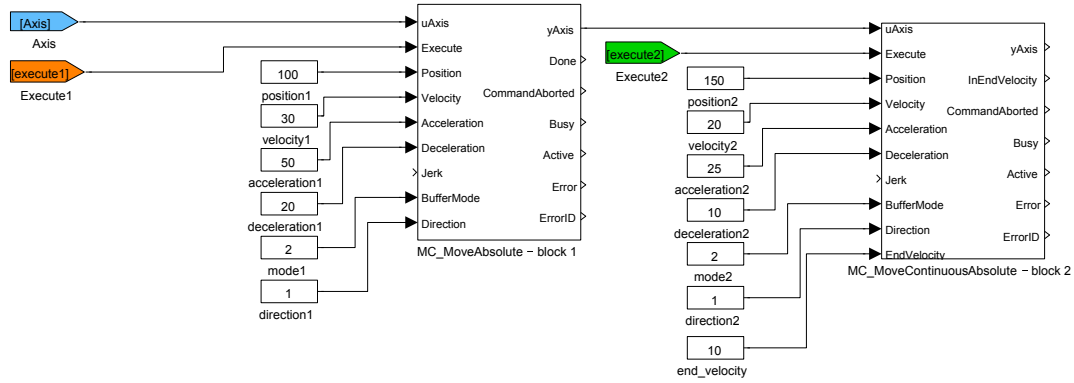 [Axis]
Axis
[execute1]
Execute1
100
position1
30
velocity1
50
acceleration1
20
deceleration1
2
mode1
1
direction1
uAxis
Execute
Position
Velocity
Acceleration
Deceleration
Jerk
BufferMode
Direction
yAxis
Done
CommandAborted
Busy
Active
Error
ErrorID
MC_MoveAbsolute − block 1
[execute2]
Execute2
150
position2
20
velocity2
25
acceleration2
10
deceleration2
2
mode2
1
direction2
10
end_velocity
uAxis
Execute
Position
Velocity
Acceleration
Deceleration
Jerk
BufferMode
Direction
EndVelocity
yAxis
InEndVelocity
CommandAborted
Busy
Active
Error
ErrorID
MC_MoveContinuousAbsolute − block 2